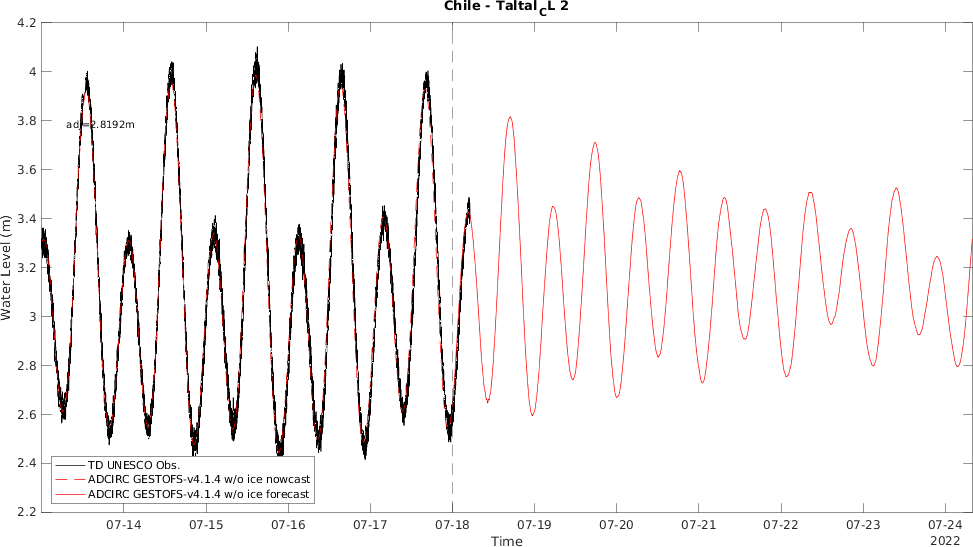 Chile - Taltal_CL 2
4.2
4
3.8
3.6
3.4
3.2
3
2.8
2.6
2.4
2.2
Water Level (m)
adj=2.8192m
TD UNESCO Obs.
ADCIRC GESTOFS-v4.1.4 w/o ice nowcast
ADCIRC GESTOFS-v4.1.4 w/o ice forecast
07-14 07-15 07-16 07-17 07-18 07-19 07-20 07-21 07-22 07-23 07-24
Time 2022